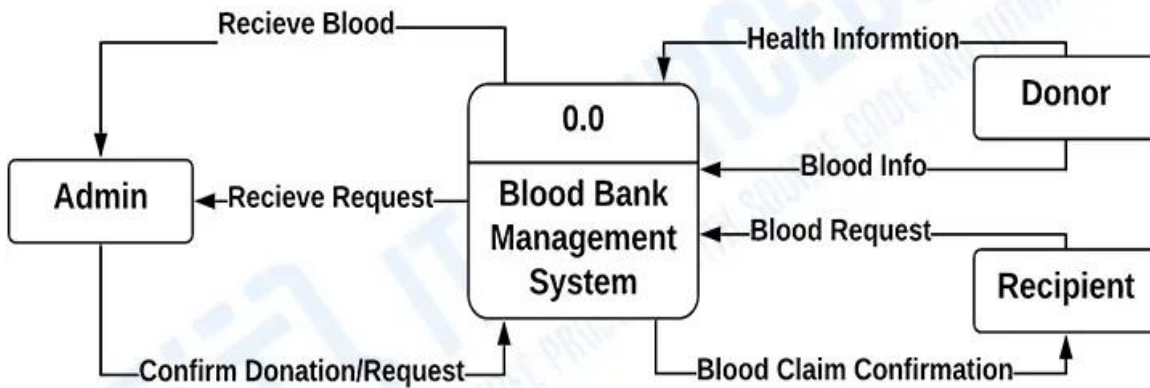 Recieve Blood
Health Informtion
0.0
Donor
Blood Info
Admin
Recieve Request
Blood Bank
Management
System
Blood Request
Recipient
Confirm Donation/Request
Blood Claim Confirmation